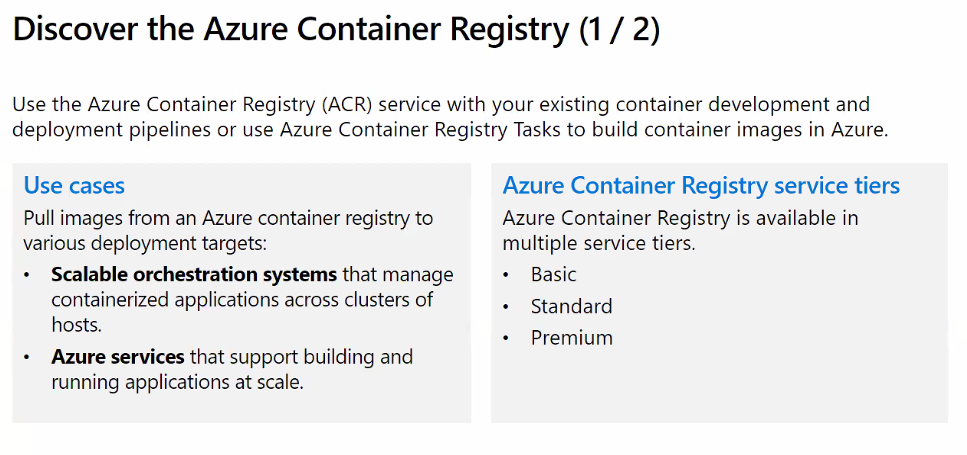 Discover the Azure Container Registry (1 / 2)
Use the Azure Container Registry (ACR) service with your existing container development and
deployment pipelines or use Azure Container Registry Tasks to build container images in Azure.
Use cases
Pull images from an Azure container registry to
various deployment targets:
• Scalable orchestration systems that manage
containerized applications across clusters of
hosts.
• Azure services that support building and
running applications at scale.
Azure Container Registry service tiers
Azure Container Registry is available in
multiple service tiers.
• Basic
• Standard
• Premium